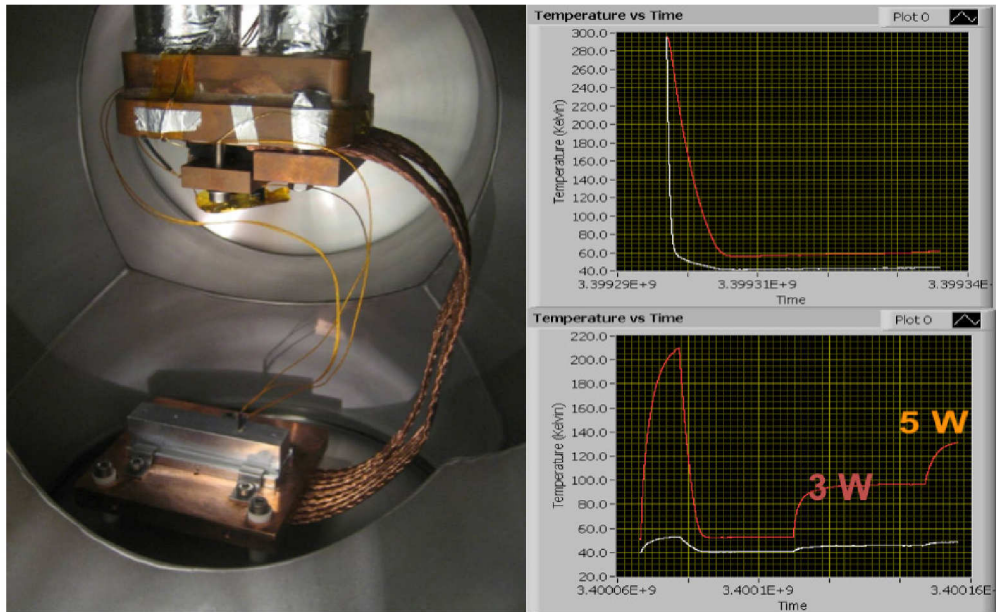 Temperature vs Time
Plot 0
Temperature (Kelvin)
300.0
280.0
260.0
240.0
220.0
200.0
180.0
160.0
140.0
120.0
100.0
80.0
60.0
40.0
3.39929E+9
3.39931E+9
3.39934E+
Time
Temperature vs Time
Plot 0
Temperature (Kelvin)
220.0
200.0
180.0
160.0
140.0
120.0
100.0
80.0
60.0
40.0
20.0
5 W
3 W
3.40006E+9
3.4001E+9
3.40016E+
Time